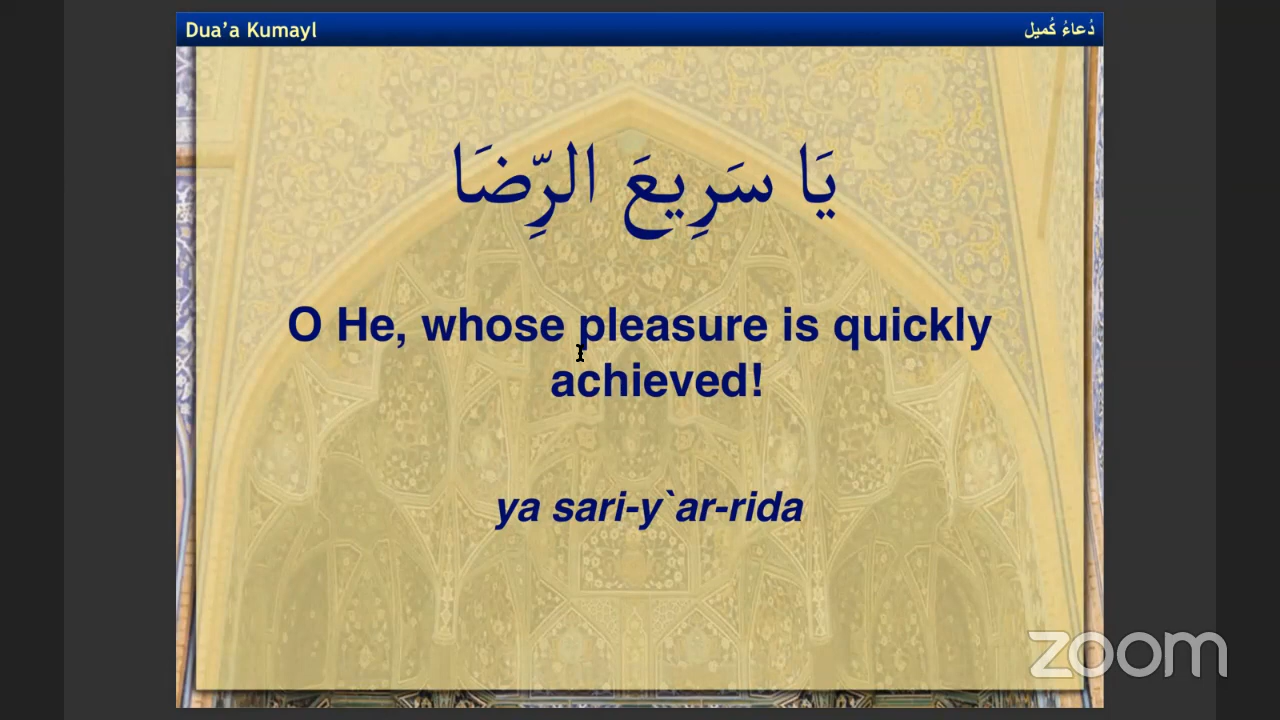 Dua’a Kumayl
دُعاءُ كُميل
يَا سَرِيعَ الرِّضَا
O He, whose pleasure is quickly
achieved!
ya sari-y`ar-rida
zoom